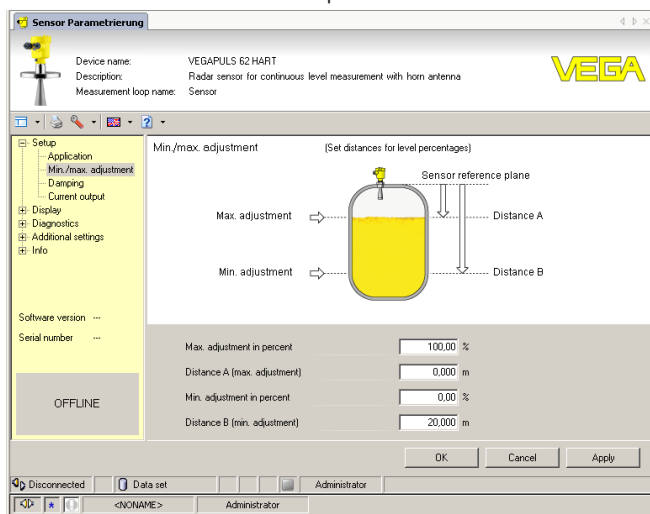 Sensor Parametrierung
Device name: VEGAPULS 62 HART
Description: Radar sensor for continuous level measurement with horn antenna
Measurement loop name: Sensor
VEGA
Setup
Application
Min./max. adjustment
Damping
Current output
Display
Diagnostics
Additional settings
Info
Software version ---
Serial number ---
OFFLINE
Min./max. adjustment (Set distances for level percentages)
Sensor reference plane
Max. adjustment
Distance A
Min. adjustment
Distance B
Max. adjustment in percent 100,00 %
Distance A (max. adjustment) 0,000 m
Min. adjustment in percent 0,00 %
Distance B (min. adjustment) 20,000 m
OK Cancel Apply
Disconnected Data set Administrator
<NONAME> Administrator